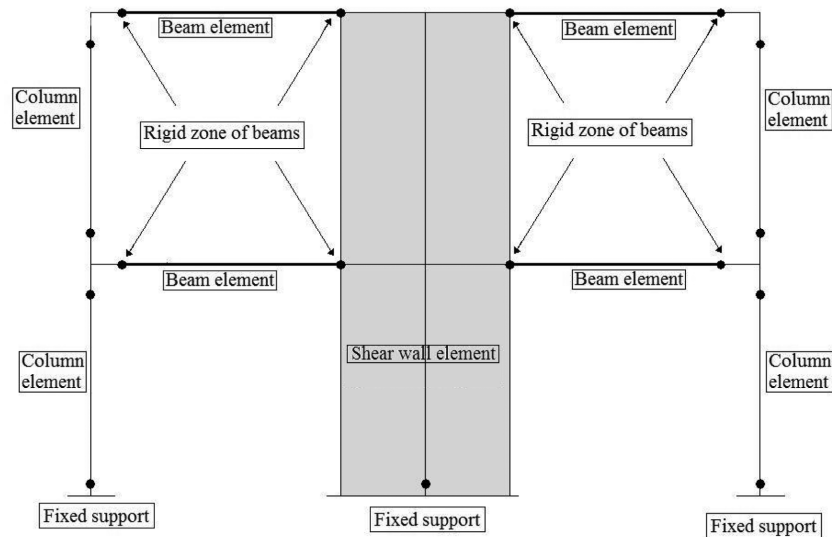 Beam element
Beam element
Column
element
Column
element
Rigid zone of beams
Rigid zone of beams
Beam element
Beam element
Shear wall element
Column
element
Column
element
Fixed support
Fixed support
Fixed support